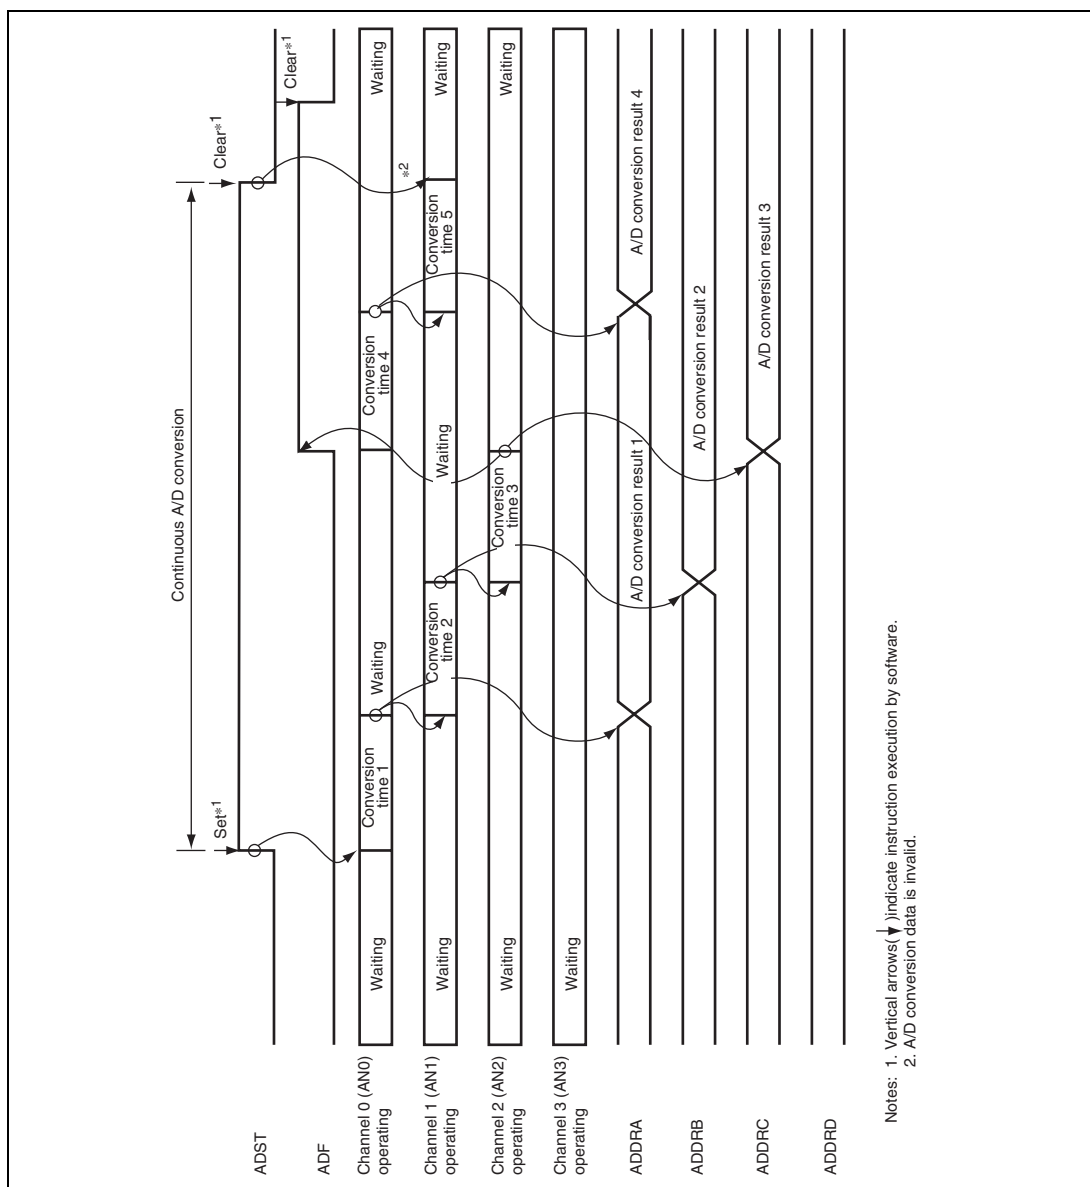 Continuous A/D conversion
Set*1
Clear*1
Clear*1
ADST
ADF
Channel 0 (AN0)
operating
Waiting
Conversion
time 1
Waiting
Conversion
time 4
Waiting
Channel 1 (AN1)
operating
Waiting
Conversion
time 2
Waiting
Conversion
time 5
*2
Waiting
Channel 2 (AN2)
operating
Waiting
Conversion
time 3
Waiting
Channel 3 (AN3)
operating
Waiting
ADDRA
A/D conversion result 1
A/D conversion result 4
ADDRB
A/D conversion result 2
ADDRC
A/D conversion result 3
ADDRD
Notes: 1. Vertical arrows( )indicate instruction execution by software.
2. A/D conversion data is invalid.